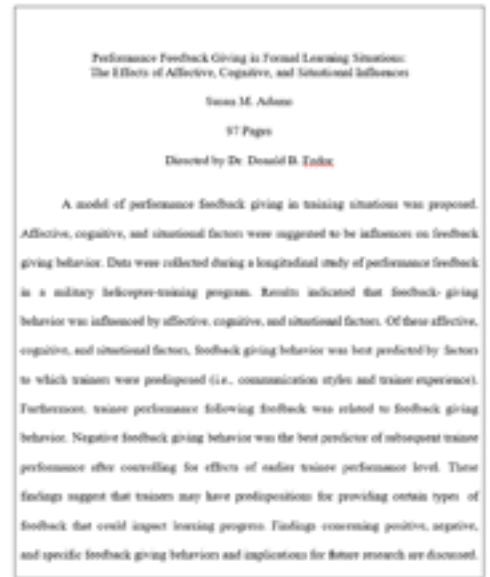 Performance Feedback Giving in Formal Learning Situations:
The Effects of Affective, Cognitive, and Situational Influences
Susan M. Adams
97 Pages
Directed by Dr. Donald B.
A model of performance feedback giving in training situations was proposed.
Affective, cognitive, and situational factors were suggested to be influences on feedback
giving behavior. Data were collected during a longitudinal study of performance feedback
in a military helicopter-training program. Results indicated that feedback- giving
behavior was influenced by affective, cognitive, and situational factors. Of these affective,
cognitive, and situational factors, feedback giving behavior was best predicted by factors
to which trainers were predisposed (i.e., communication styles and trainer experience).
Furthermore, trainee performance following feedback was related to feedback giving
behavior. Negative feedback giving behavior was the best predictor of subsequent trainee
performance after controlling for effects of earlier trainee performance level. These
findings suggest that trainers may have predispositions for providing certain types of
feedback that could impact learning progress. Findings concerning positive, negative,
and specific feedback giving behaviors and implications for future research are discussed.